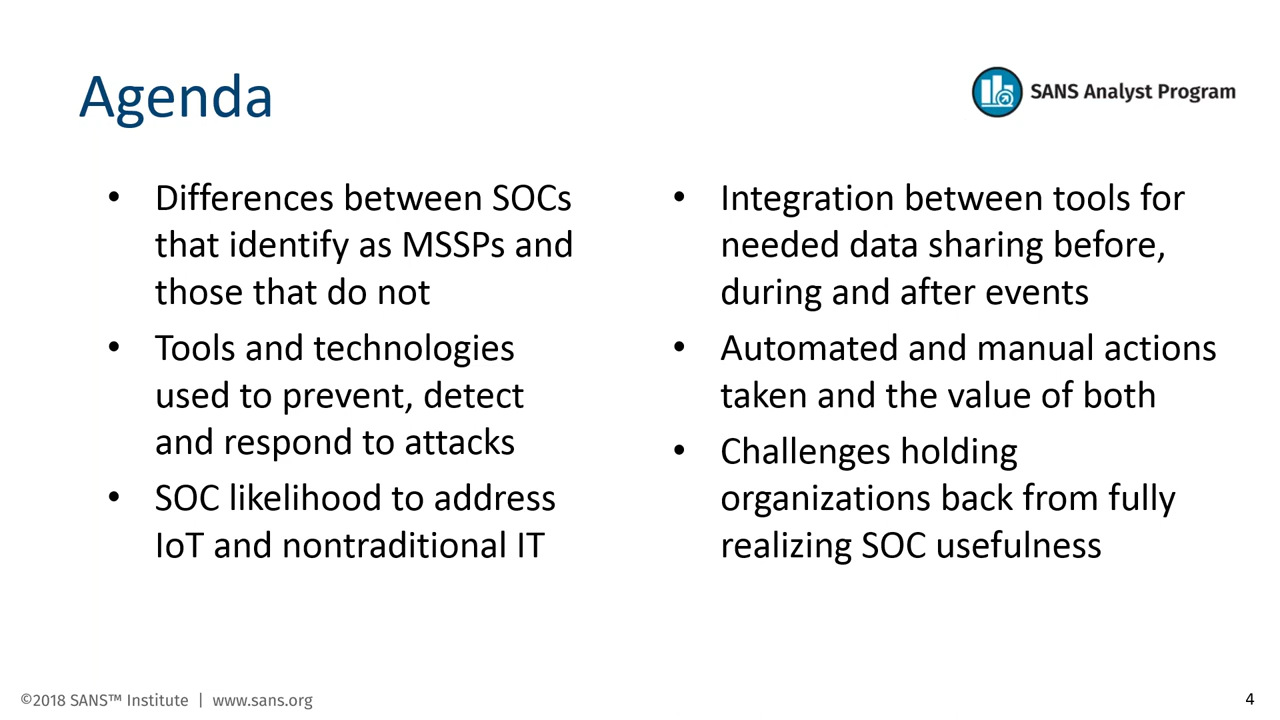 Agenda
SANS Analyst Program
• Differences between SOCs
that identify as MSSPs and
those that do not
• Tools and technologies
used to prevent, detect
and respond to attacks
• SOC likelihood to address
IoT and nontraditional IT
• Integration between tools for
needed data sharing before,
during and after events
• Automated and manual actions
taken and the value of both
• Challenges holding
organizations back from fully
realizing SOC usefulness
©2018 SANS™ Institute | www.sans.org
4